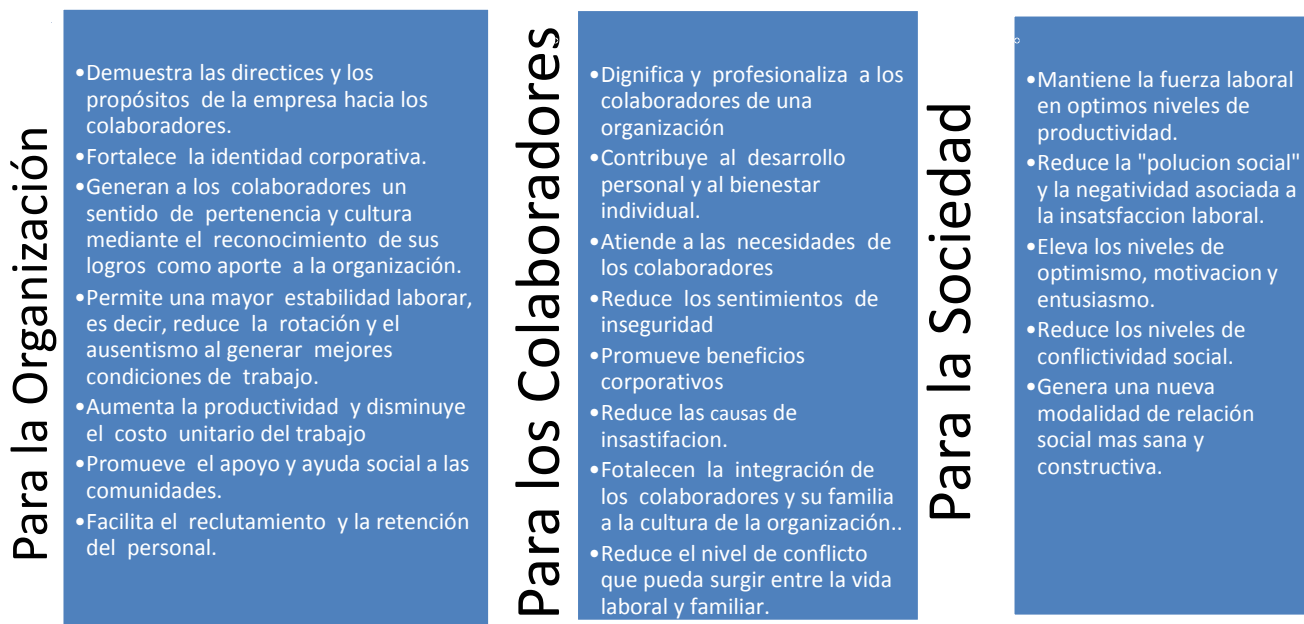 Para la Organización
•Demuestra las directices y los
propósitos de la empresa hacia los
colaboradores.
•Fortalece la identidad corporativa.
•Generan a los colaboradores un
sentido de pertenencia y cultura
mediante el reconocimiento de sus
logros como aporte a la organización.
•Permite una mayor estabilidad laborar,
es decir, reduce la rotación y el
ausentismo al generar mejores
condiciones de trabajo.
•Aumenta la productividad y disminuye
el costo unitario del trabajo
•Promueve el apoyo y ayuda social a las
comunidades.
•Facilita el reclutamiento y la retención
del personal.
Para los Colaboradores
•Dignifica y profesionaliza a los
colaboradores de una
organización
•Contribuye al desarrollo
personal y al bienestar
individual.
•Atiende a las necesidades de
los colaboradores
•Reduce los sentimientos de
inseguridad
•Promueve beneficios
corporativos
•Reduce las causas de
insastifacion.
•Fotalecen la integración de
los colaboradores y su familia
a la cultura de la organización..
•Reduce el nivel de conflicto
que pueda surgir entre la vida
laboral y familiar.
Para la Sociedad
•Mantiene la fuerza laboral
en optimos niveles de
productividad.
•Reduce la "polucion social"
y la negatividad asociada a
la insatsfaccion laboral.
•Eleva los niveles de
optimismo, motivacion y
entusiasmo.
•Reduce los niveles de
conflictividad social.
•Genera una nueva
modalidad de relación
social mas sana y
constructiva.